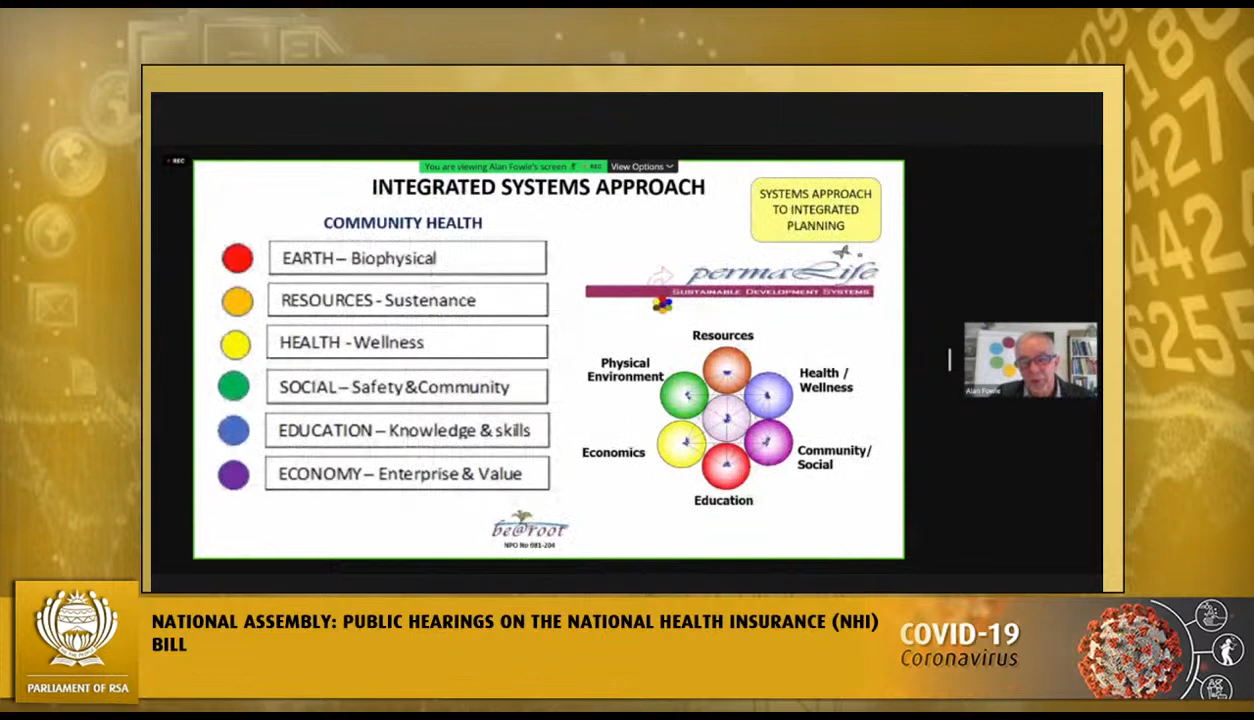 REC
You are viewing Alan Fowle's screen
REC
View Options
INTEGRATED SYSTEMS APPROACH
SYSTEMS APPROACH
TO INTEGRATED
PLANNING
COMMUNITY HEALTH
EARTH – Biophysical
RESOURCES - Sustenance
HEALTH - Wellness
SOCIAL – Safety & Community
EDUCATION – Knowledge & skills
ECONOMY – Enterprise & Value
permaLife
SUSTAINABLE DEVELOPMENT SYSTEMS
Resources
Physical
Environment
Health /
Wellness
Economics
Community/
Social
Education
be@root
NPO No 081-204
Alan Fowle
NATIONAL ASSEMBLY: PUBLIC HEARINGS ON THE NATIONAL HEALTH INSURANCE (NHI)
BILL
PARLIAMENT OF RSA
COVID-19
Coronavirus